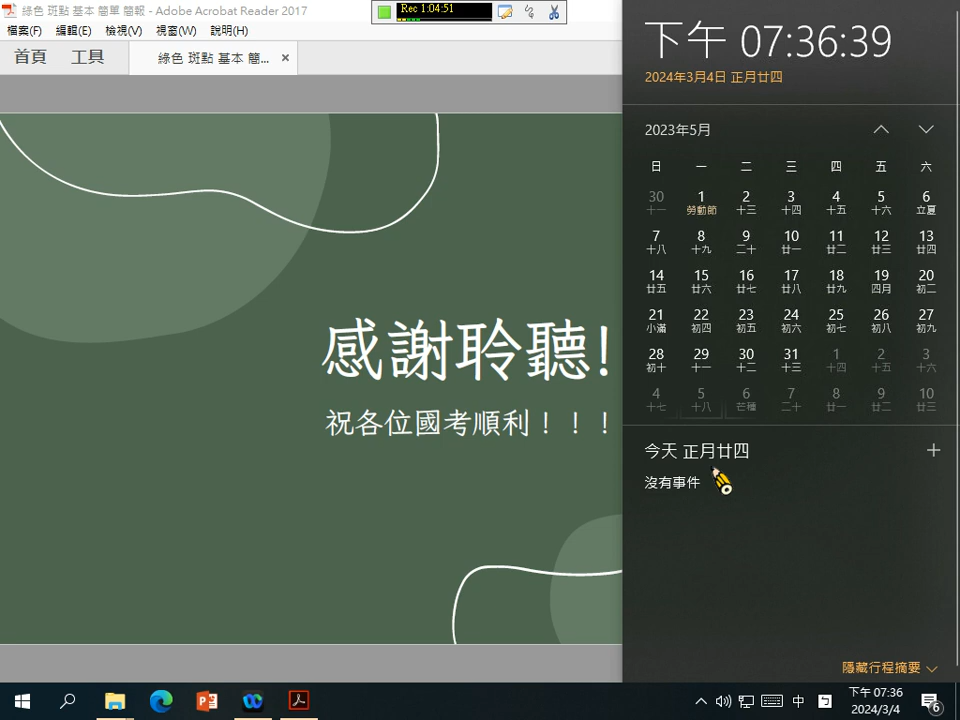 綠色 斑點 基本 簡單 簡報 - Adobe Acrobat Reader 2017
Rec 1:04:51
檔案(F) 編輯(E) 檢視(V) 視窗(W) 說明(H)
首頁 工具 綠色 斑點 基本 簡... ×
感謝聆聽!
祝各位國考順利！！！
下午 07:36:39
2024年3月4日 正月廿四
2023年5月
日 一 二 三 四 五 六
30 1 2 3 4 5 6
十一 勞動節 十三 十四 十五 十六 立夏
7 8 9 10 11 12 13
十八 十九 二十 廿一 廿二 廿三 廿四
14 15 16 17 18 19 20
廿五 廿六 廿七 廿八 廿九 四月 初二
21 22 23 24 25 26 27
小滿 初四 初五 初六 初七 初八 初九
28 29 30 31 1 2 3
初十 十一 十二 十三 十四 十五 十六
4 5 6 7 8 9 10
十七 十八 芒種 二十 廿一 廿二 廿三
今天 正月廿四
沒有事件
隱藏行程摘要
中
下午 07:36
2024/3/4
6